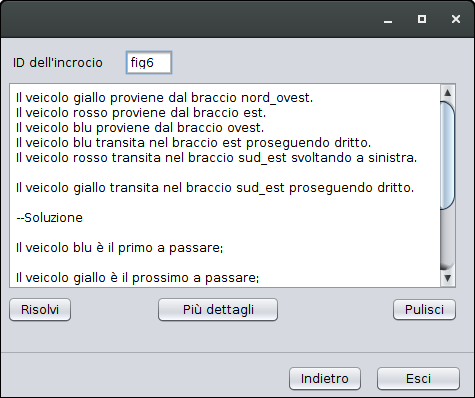 ID dell'incrocio fig6
Il veicolo giallo proviene dal braccio nord_ovest.
Il veicolo rosso proviene dal braccio est.
Il veicolo blu proviene dal braccio ovest.
Il veicolo blu transita nel braccio est proseguendo dritto.
Il veicolo rosso transita nel braccio sud_est svoltando a sinistra.
Il veicolo giallo transita nel braccio sud_est proseguendo dritto.
--Soluzione
Il veicolo blu è il primo a passare;
Il veicolo giallo è il prossimo a passare;
Risolvi Più dettagli Pulisci
Indietro Esci